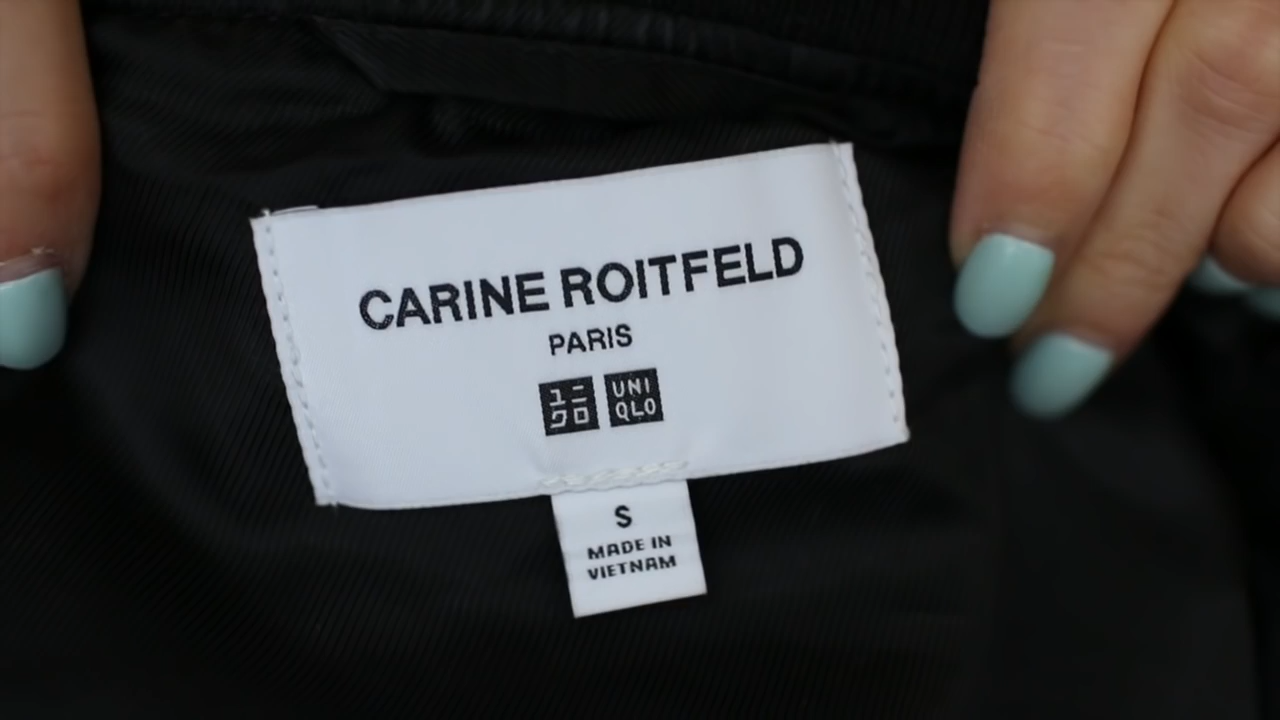 CARINE ROITFELD
PARIS
ユニ UNI
クロ QLO
S
MADE IN
VIETNAM